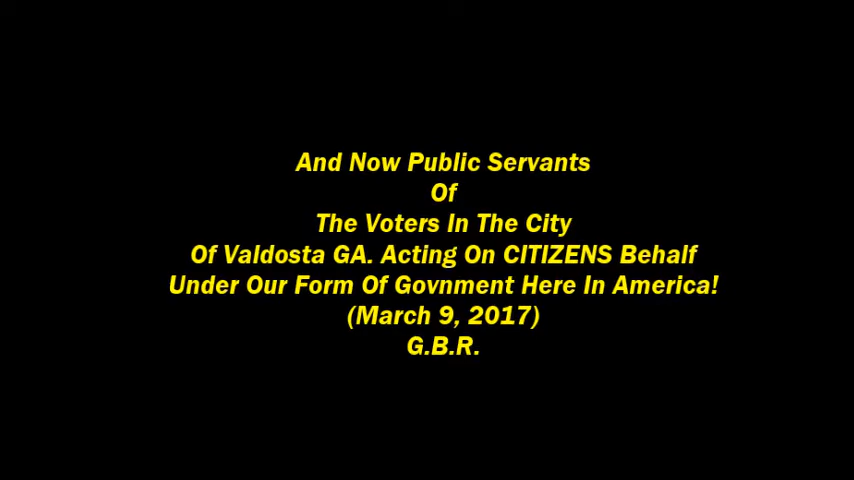 And Now Public Servants
Of
The Voters In The City
Of Valdosta GA. Acting On CITIZENS Behalf
Under Our Form Of Govnment Here In America!
(March 9, 2017)
G.B.R.